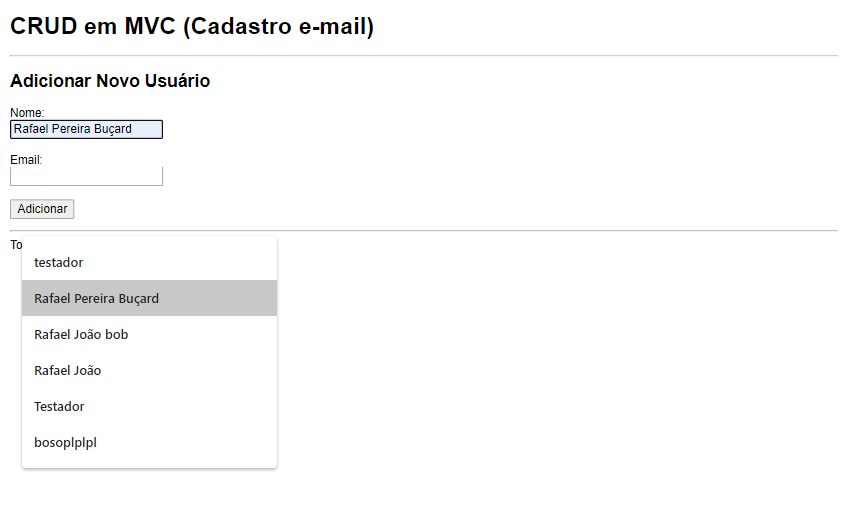 CRUD em MVC (Cadastro e-mail)
Adicionar Novo Usuário
Nome:
Rafael Pereira Buçard
Email:
Adicionar
To
testador
Rafael Pereira Buçard
Rafael João bob
Rafael João
Testador
bosoplplpl